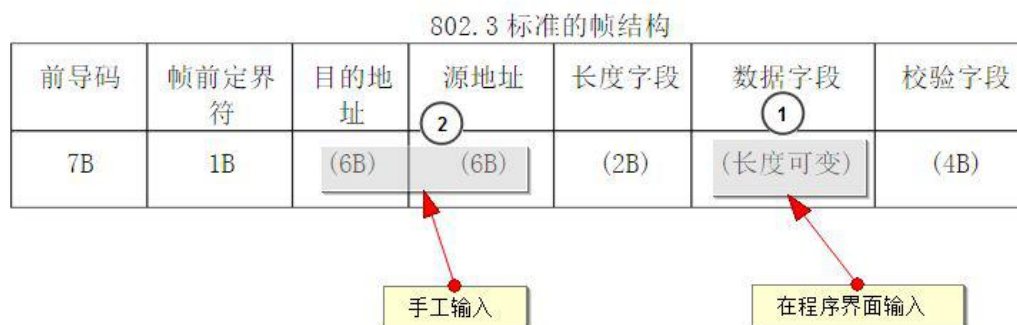 802.3 标准的帧结构
前导码 帧前定界符 目的地址 源地址 长度字段 数据字段 校验字段
② ①
7B 1B (6B) (6B) (2B) (长度可变) (4B)
手工输入 在程序界面输入